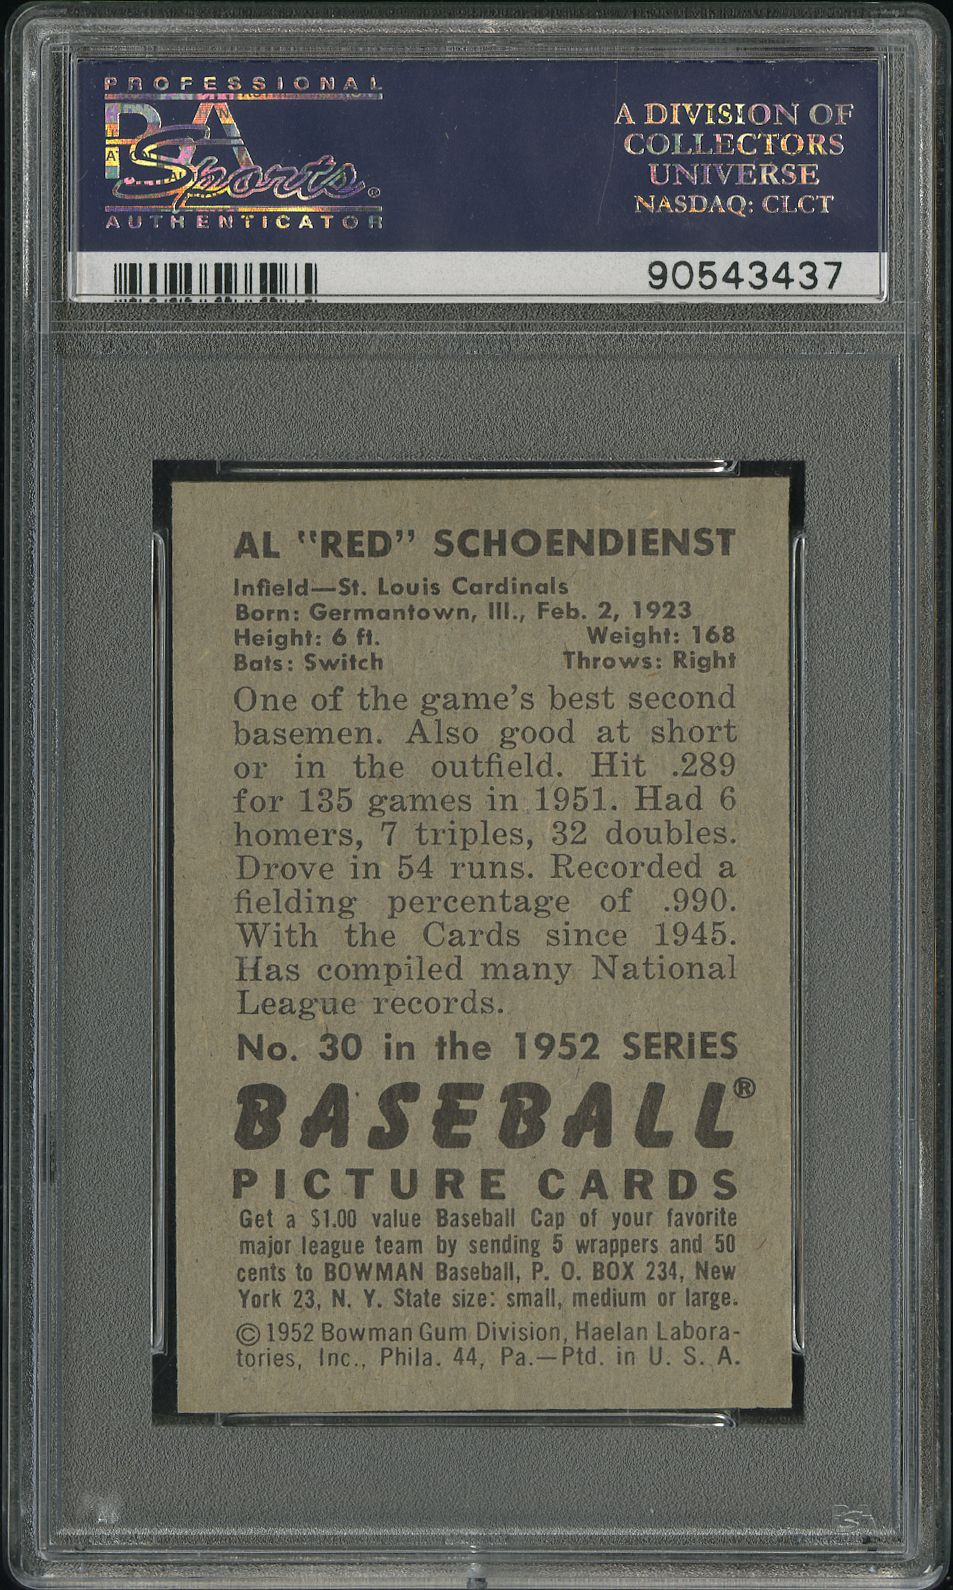 PROFESSIONAL
PSA
Sports®
AUTHENTICATOR
A DIVISION OF
COLLECTORS
UNIVERSE
NASDAQ: CLCT
90543437
AL "RED" SCHOENDIENST
Infield—St. Louis Cardinals
Born: Germantown, Ill., Feb. 2, 1923
Height: 6 ft. Weight: 168
Bats: Switch Throws: Right
One of the game's best second
basemen. Also good at short
or in the outfield. Hit .289
for 135 games in 1951. Had 6
homers, 7 triples, 32 doubles.
Drove in 54 runs. Recorded a
fielding percentage of .990.
With the Cards since 1945.
Has compiled many National
League records.
No. 30 in the 1952 SERIES
BASEBALL®
PICTURE CARDS
Get a $1.00 value Baseball Cap of your favorite
major league team by sending 5 wrappers and 50
cents to BOWMAN Baseball, P. O. BOX 234, New
York 23, N. Y. State size: small, medium or large.
© 1952 Bowman Gum Division, Haelan Labora-
tories, Inc., Phila. 44, Pa.—Ptd. in U. S. A.
PSA